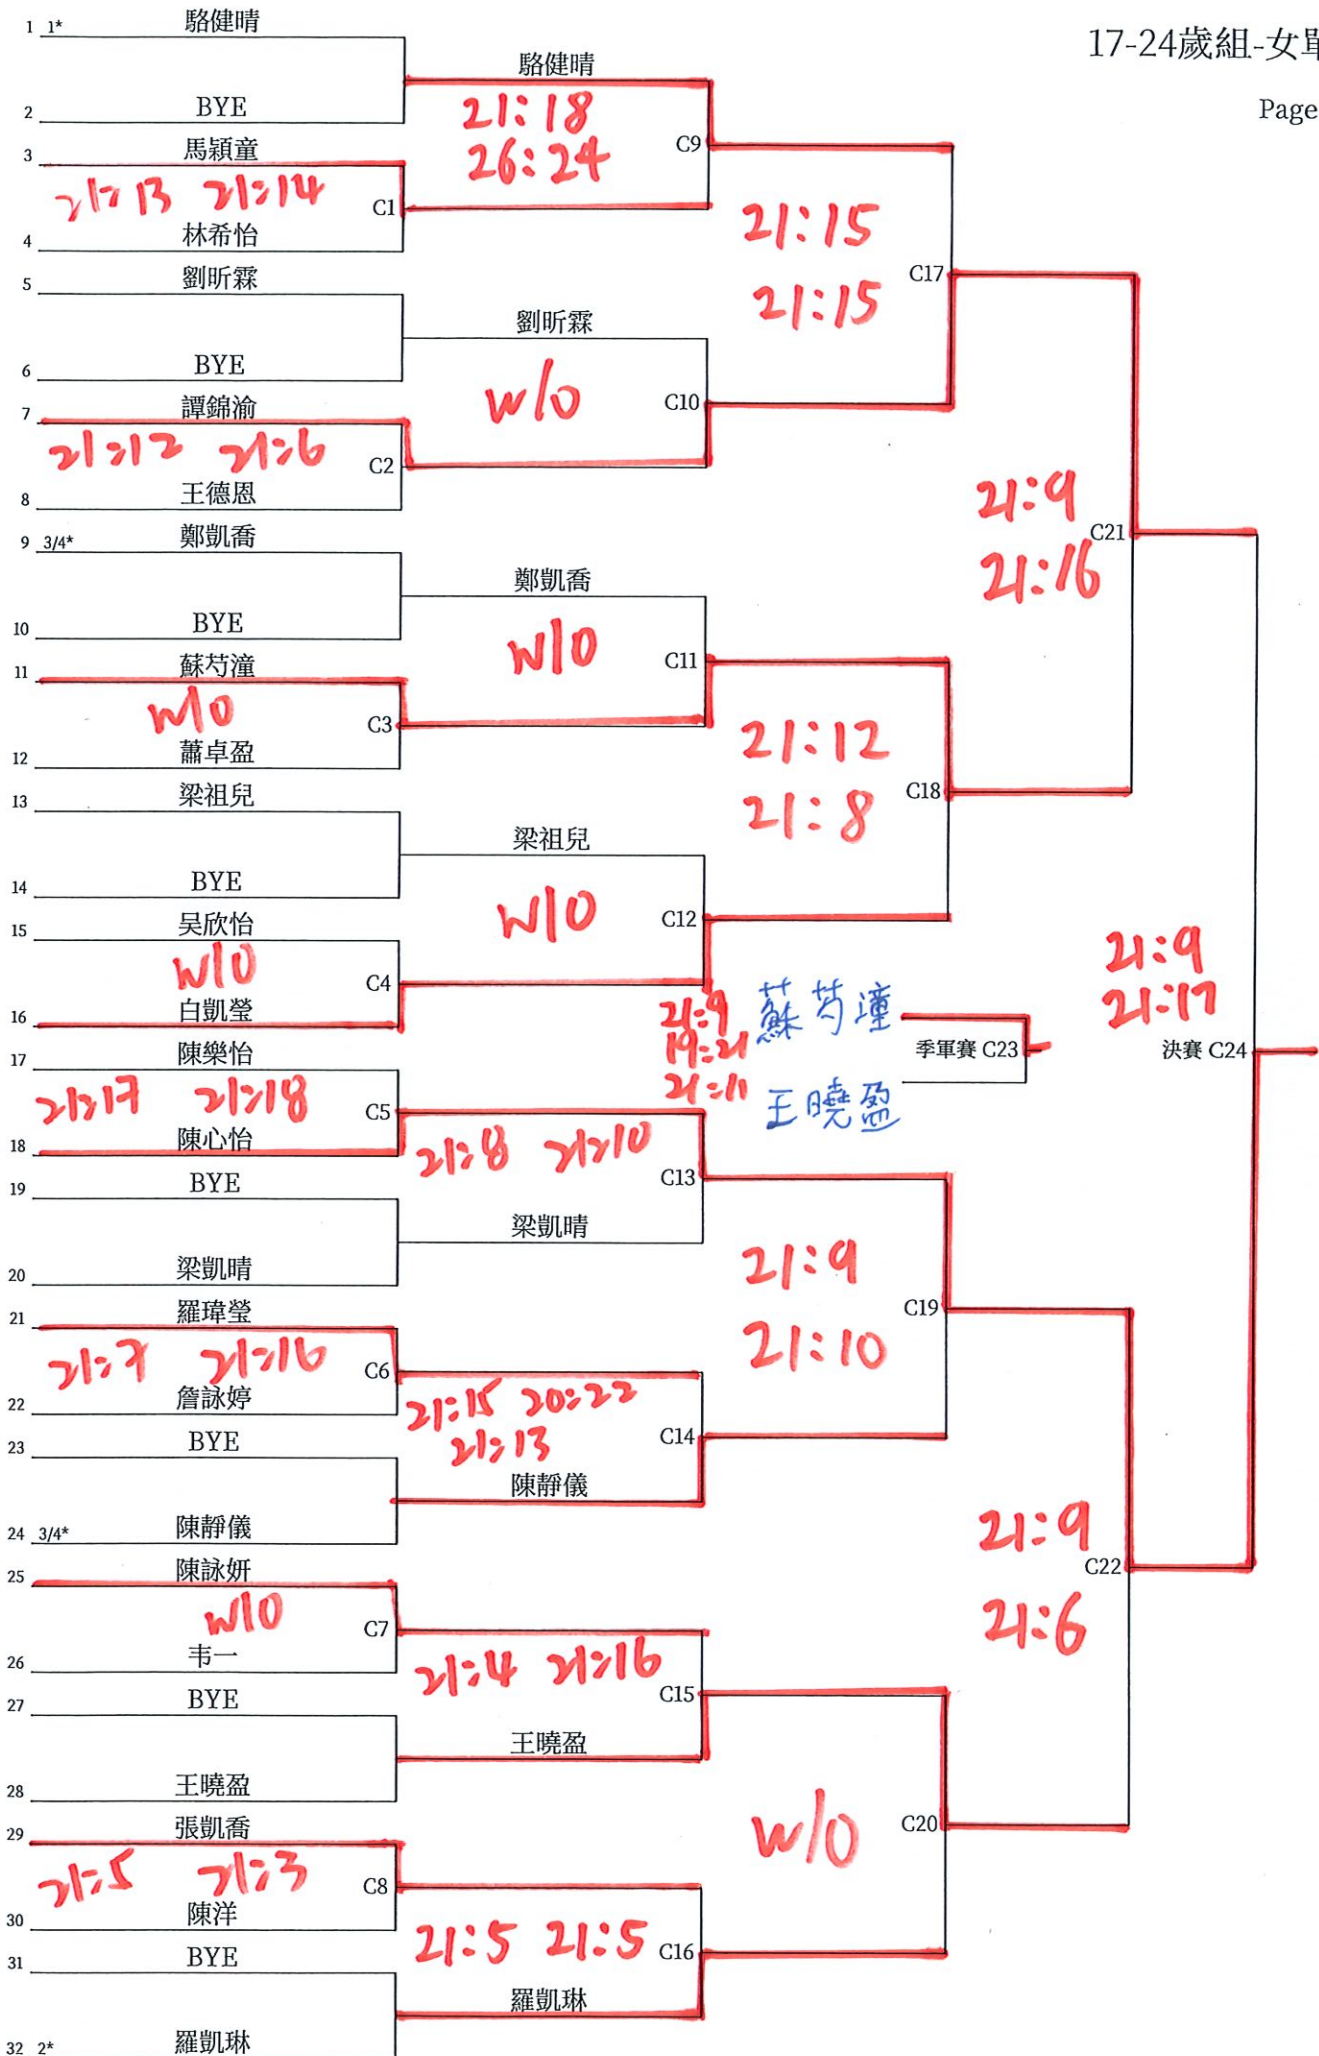 17-24歲組-女單
Page
1 1* 駱健晴
駱健晴
2 BYE
21:18
26:24
C9
3 馬穎童
21:13 21:14
C1
4 林希怡
21:15
21:15
C17
5 劉昕霖
劉昕霖
6 BYE
w/o
C10
7 譚錦渝
21:12 21:6
C2
8 王德恩
21:9
21:16
C21
9 3/4* 鄭凱喬
鄭凱喬
10 BYE
w/o
C11
11 蘇芍潼
w/o
C3
12 蕭卓盈
21:12
21:8
C18
13 梁祖兒
梁祖兒
14 BYE
w/o
C12
15 吴欣怡
w/o
C4
16 白凱瑩
21:9
19:21
21:11
蘇芍潼
季軍賽 C23
王曉盈
21:9
21:17
決賽 C24
17 陳樂怡
21:17 21:18
C5
18 陳心怡
21:8 21:10
C13
19 BYE
梁凱晴
20 梁凱晴
21:9
21:10
C19
21 羅瑋瑩
21:7 21:16
C6
22 詹詠婷
21:15 20:22
21:13
C14
23 BYE
陳靜儀
24 3/4* 陳靜儀
21:9
21:6
C22
25 陳詠妍
w/o
C7
26 韦一
21:4 21:16
C15
27 BYE
王曉盈
28 王曉盈
w/o
C20
29 張凱喬
21:5 21:3
C8
30 陳洋
21:5 21:5
C16
31 BYE
羅凱琳
32 2* 羅凱琳